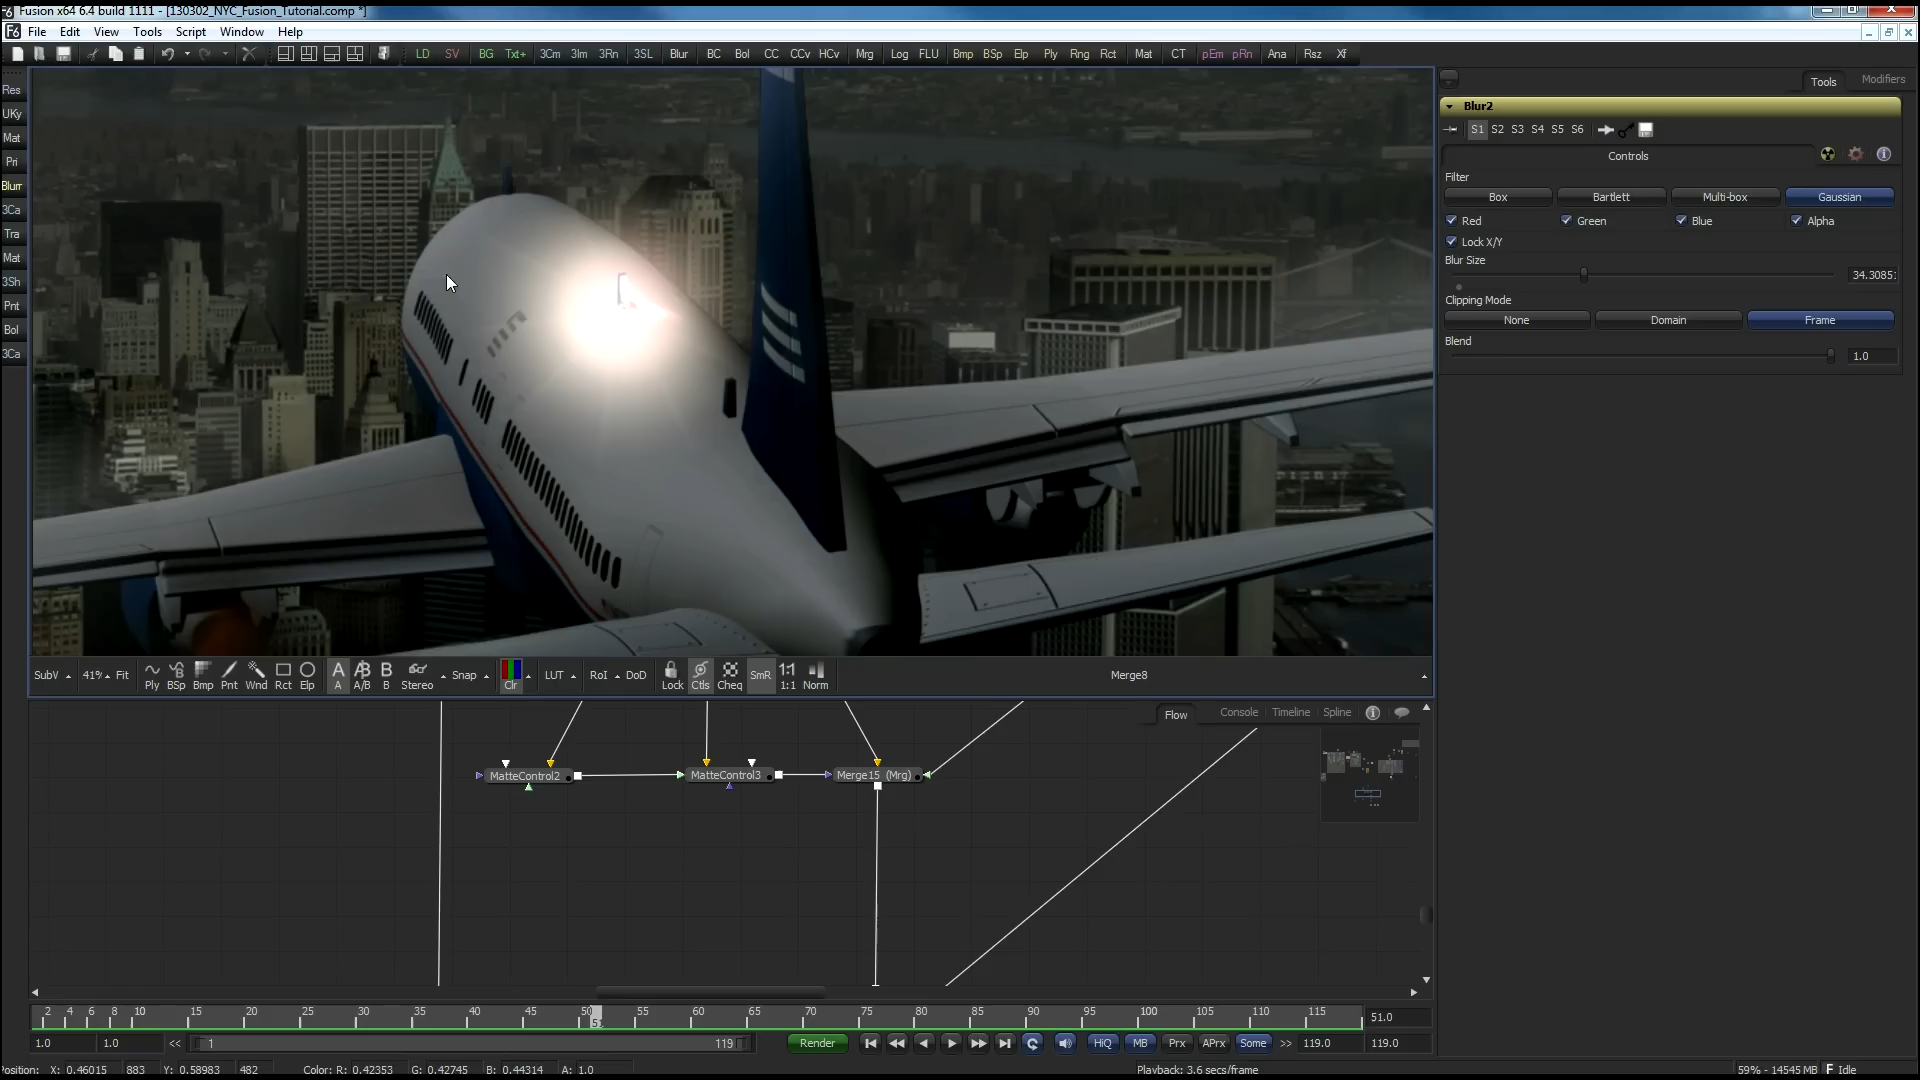 Fusion x64 6.4 build 1111 - [130302_NYC_Fusion_Tutorial.comp *]
File Edit View Tools Script Window Help
LD SV BG Txt+ 3Cm 3Im 3Rn 3SL Blur BC Bol CC CCv HCv Mrg Log FLU Bmp BSp Elp Ply Rng Rct Mat CT pEm pRn Ana Rsz Xf
Res
UKy
Mat
Pri
Blurr
3Ca
Tra
Mat
3Sh
Pnt
Bol
3Ca
Tools Modifiers
Blur2
S1 S2 S3 S4 S5 S6
Controls
Filter
Box Bartlett Multi-box Gaussian
Red Green Blue Alpha
Lock X/Y
Blur Size
34.3085
Clipping Mode
None Domain Frame
Blend
1.0
SubV 41% Fit Ply BSp Bmp Pnt Wnd Rct Elp A A A/B A/B B B Stereo Snap Clr LUT RoI DoD Lock Ctls Cheq SmR 1:1 1:1 Norm Merge8
Flow Console Timeline Spline
MatteControl2 MatteControl3 Merge15 (Mrg)
2 4 6 8 10 15 20 25 30 35 40 45 50 55 60 65 70 75 80 85 90 95 100 105 110 115
51 51.0
1.0 1.0 << 1 119 Render HiQ MB Prx APrx Some >> 119.0 119.0
Position: X: 0.46015 883 Y: 0.58983 482 Color: R: 0.42353 G: 0.42745 B: 0.44314 A: 1.0 Playback: 3.6 secs/frame 59% - 14545 MB Idle